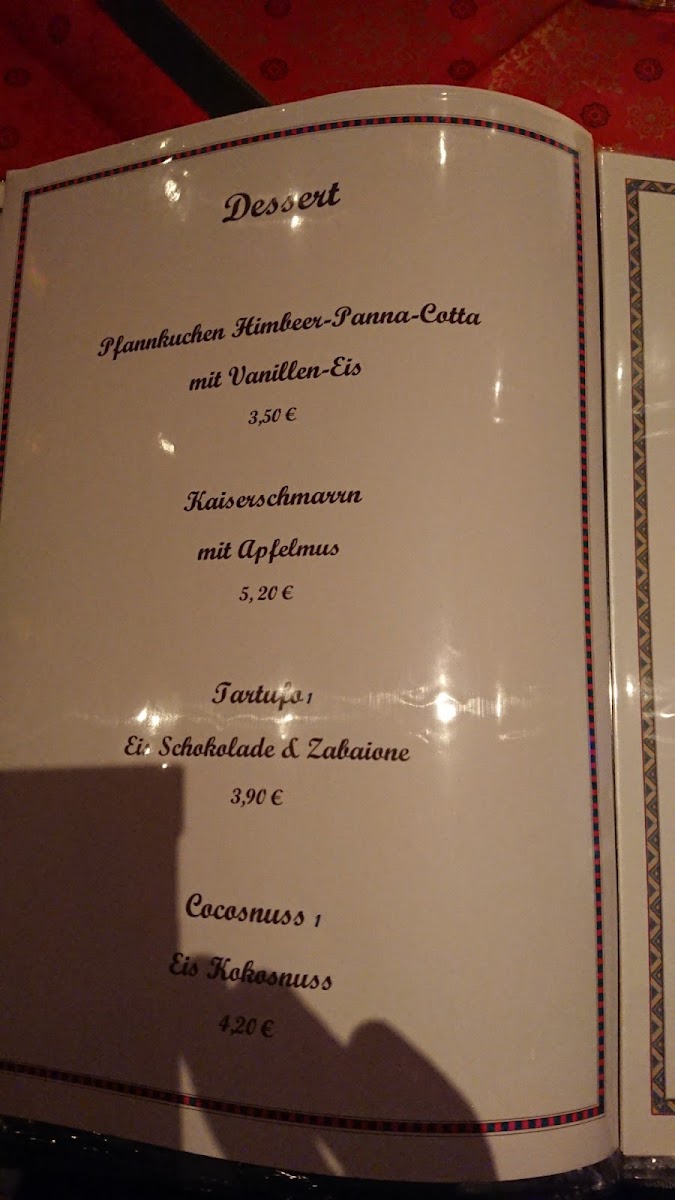 Dessert
Pfannkuchen Himbeer-Panna-Cotta
mit Vanillen-Eis
3,50 €
Kaiserschmarrn
mit Apfelmus
5,20 €
Tartufo 1
Eis Schokolade & Zabaione
3,90 €
Cocosnuss 1
Eis Kokosnuss
4,20 €